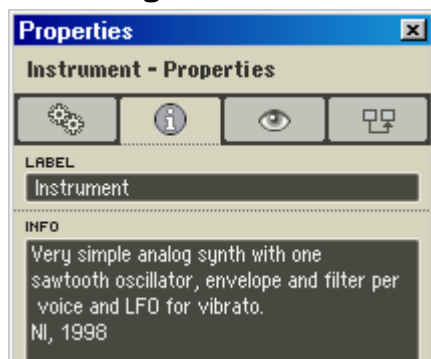 Properties
Instrument - Properties
LABEL
Instrument
INFO
Very simple analog synth with one
sawtooth oscillator, envelope and filter per
voice and LFO for vibrato.
NI, 1998